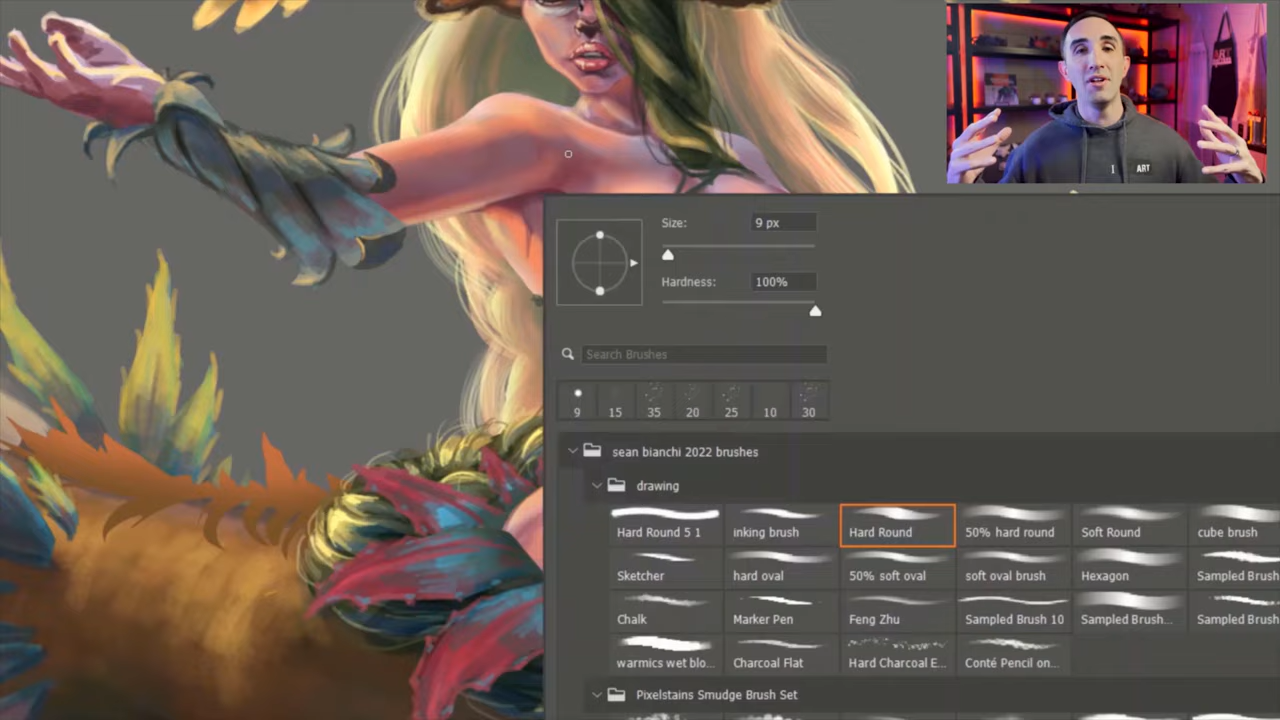 1 ART
Size: 9 px
Hardness: 100%
Search Brushes
9 15 35 20 25 10 30
sean bianchi 2022 brushes
drawing
Hard Round 5 1 inking brush Hard Round 50% hard round Soft Round cube brush
Sketcher hard oval 50% soft oval soft oval brush Hexagon Sampled Brush
Chalk Marker Pen Feng Zhu Sampled Brush 10 Sampled Brush... Sampled Brush
warmics wet blo... Charcoal Flat Hard Charcoal E... Conté Pencil on...
Pixelstains Smudge Brush Set